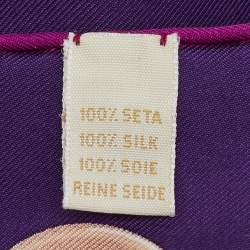 100% SETA
100% SILK
100% SOIE
REINE SEIDE